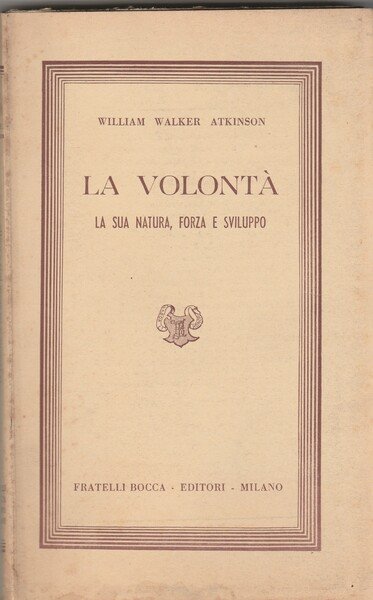 WILLIAM WALKER ATKINSON
LA VOLONTÀ
LA SUA NATURA, FORZA E SVILUPPO
FRATELLI BOCCA · EDITORI - MILANO